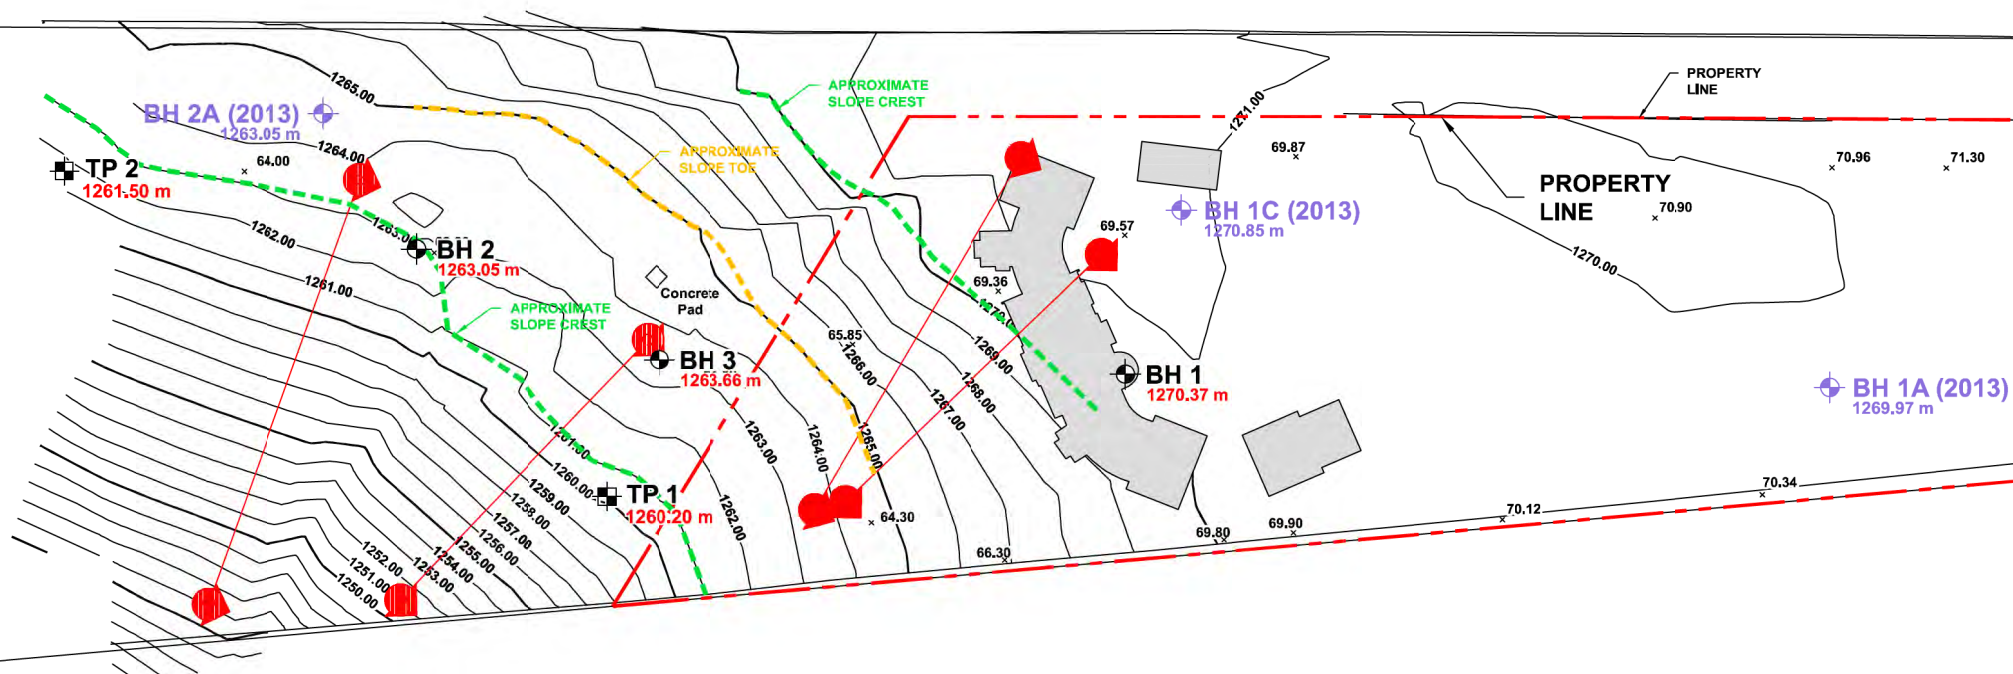 1265.00
APPROXIMATE
SLOPE CREST
PROPERTY
LINE
1271.00
BH 2A (2013)
1263.05 m
1264.00
APPROXIMATE
SLOPE TOE
69.87
70.96
71.30
64.00
TP 2
1261.50 m
PROPERTY
LINE
70.90
BH 1C (2013)
1270.85 m
69.57
1262.00
BH 2
1263.05 m
1270.00
1261.00
69.36
Concrete
Pad
APPROXIMATE
SLOPE CREST
65.85
1266.00
1269.00
BH 3
1263.66 m
BH 1
1270.37 m
1268.00
1267.00
BH 1A (2013)
1269.97 m
1263.00
1264.00
1265.00
1260.00
1259.00
TP 1
1260.20 m
1262.00
1258.00
1257.00
1256.00
1255.00
1254.00
1253.00
1252.00
1251.00
1250.00
64.30
66.30
69.80
69.90
70.12
70.34